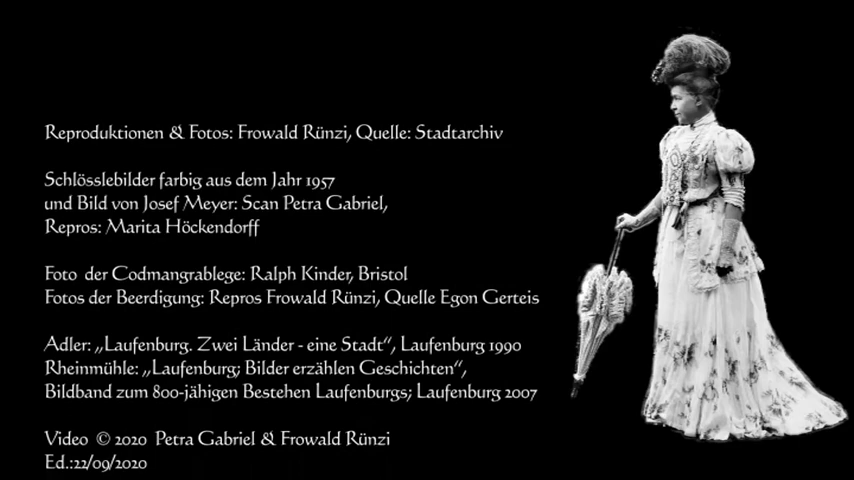 Reproduktionen & Fotos: Frowald Rünzi, Quelle: Stadtarchiv
Schlösslebilder farbig aus dem Jahr 1957
und Bild von Josef Meyer: Scan Petra Gabriel,
Repros: Marita Höckendorff
Foto der Codmangrablege: Ralph Kinder, Bristol
Fotos der Beerdigung: Repros Frowald Rünzi, Quelle Egon Gerteis
Adler: „Laufenburg. Zwei Länder - eine Stadt“, Laufenburg 1990
Rheinmühle: „Laufenburg; Bilder erzählen Geschichten“,
Bildband zum 800-jähigen Bestehen Laufenburgs; Laufenburg 2007
Video © 2020 Petra Gabriel & Frowald Rünzi
Ed.:22/09/2020